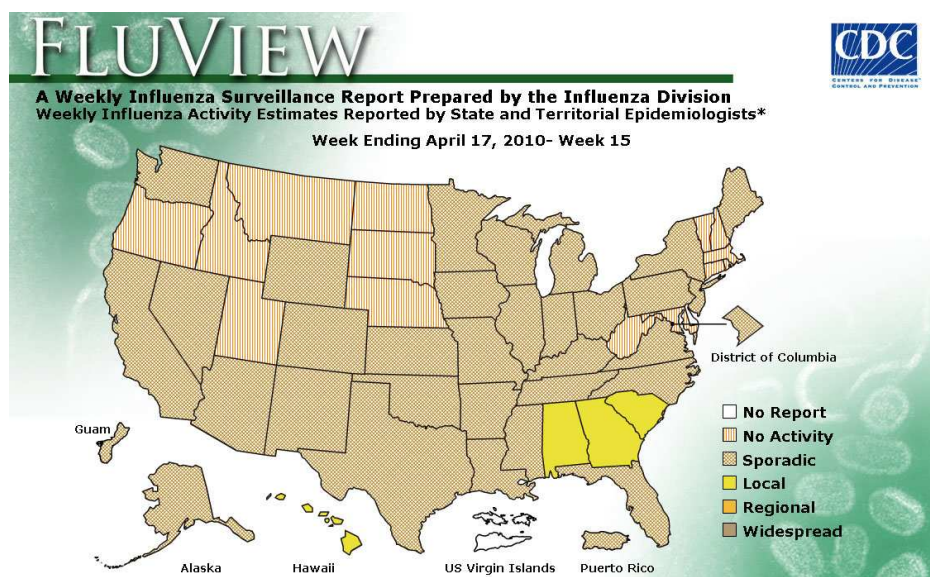 FLUVIEW
CDC
CENTERS FOR DISEASE
CONTROL AND PREVENTION
A Weekly Influenza Surveillance Report Prepared by the Influenza Division
Weekly Influenza Activity Estimates Reported by State and Territorial Epidemiologists*
Week Ending April 17, 2010- Week 15
District of Columbia
No Report
No Activity
Sporadic
Local
Regional
Widespread
Guam
Alaska
Hawaii
US Virgin Islands
Puerto Rico